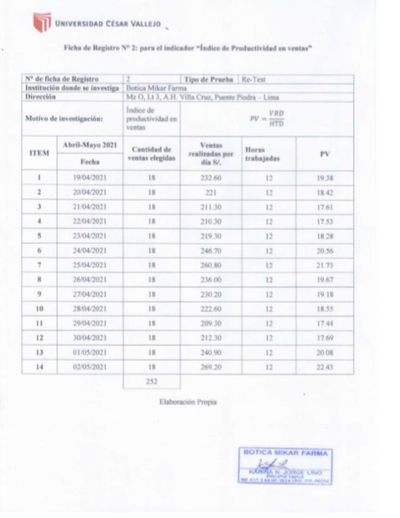 UNIVERSIDAD CÉSAR VALLEJO
Ficha de Registro N° 2: para el indicador "Índice de Productividad en ventas"
N° de ficha de Registro 2 Tipo de Prueba Re-Test
Institución donde se investiga Botica Mikar Farma
Dirección Mz O, Lt 3, A.H. Villa Cruz, Puente Piedra – Lima
Motivo de investigación: Índice de productividad en ventas PV = VRD / HTD
ITEM Abril-Mayo 2021 Fecha Cantidad de ventas elegidas Ventas realizadas por día S/. Horas trabajadas PV
1 19/04/2021 18 232.60 12 19.38
2 20/04/2021 18 221 12 18.42
3 21/04/2021 18 211.30 12 17.61
4 22/04/2021 18 210.30 12 17.53
5 23/04/2021 18 219.30 12 18.28
6 24/04/2021 18 246.70 12 20.56
7 25/04/2021 18 260.80 12 21.73
8 26/04/2021 18 236.00 12 19.67
9 27/04/2021 18 230.20 12 19.18
10 28/04/2021 18 222.60 12 18.55
11 29/04/2021 18 209.30 12 17.44
12 30/04/2021 18 212.30 12 17.69
13 01/05/2021 18 240.90 12 20.08
14 02/05/2021 18 269.20 12 22.43
252
Elaboración Propia
BOTICA MIKAR FARMA
KARINA N. JORGE LINO
PROPIETARIA